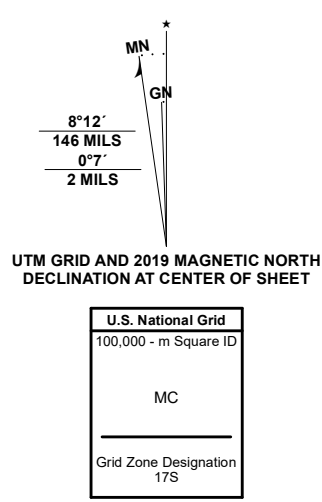 ★
MN
GN
8°12´
146 MILS
0°7´
2 MILS
UTM GRID AND 2019 MAGNETIC NORTH
DECLINATION AT CENTER OF SHEET
U.S. National Grid
100,000 - m Square ID
MC
Grid Zone Designation
17S